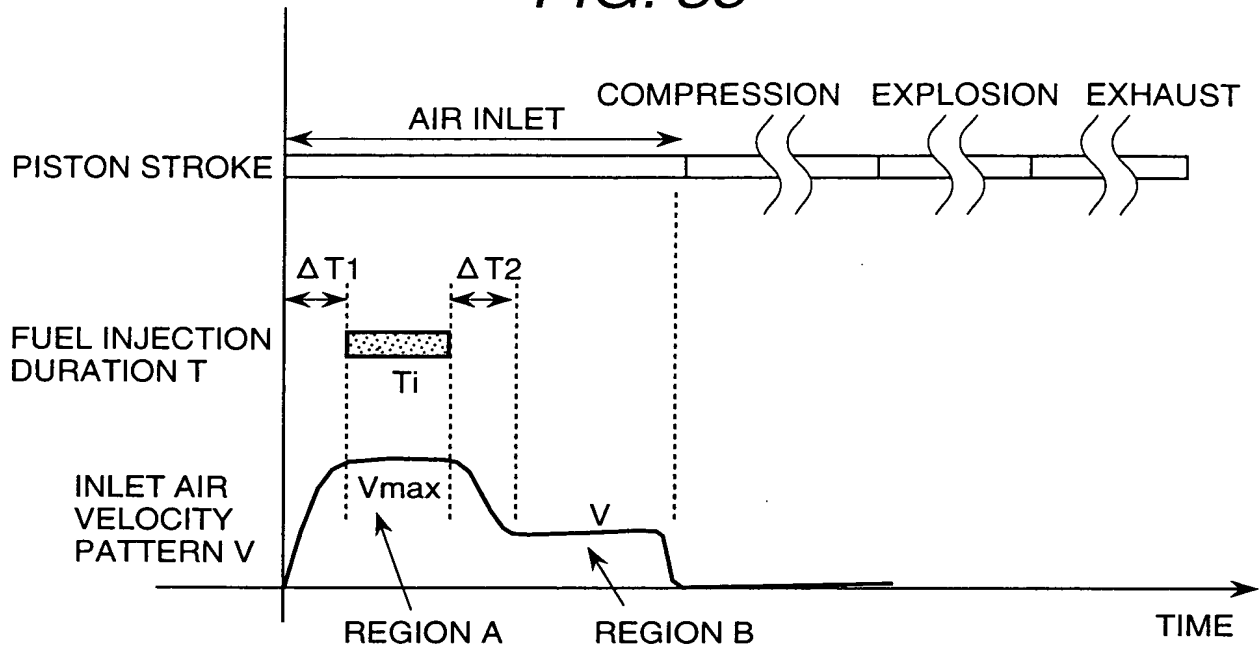 COMPRESSION EXPLOSION EXHAUST
AIR INLET
PISTON STROKE
ΔT1 ΔT2
FUEL INJECTION
DURATION T
Ti
INLET AIR
VELOCITY
PATTERN V
Vmax
V
REGION A
REGION B
TIME